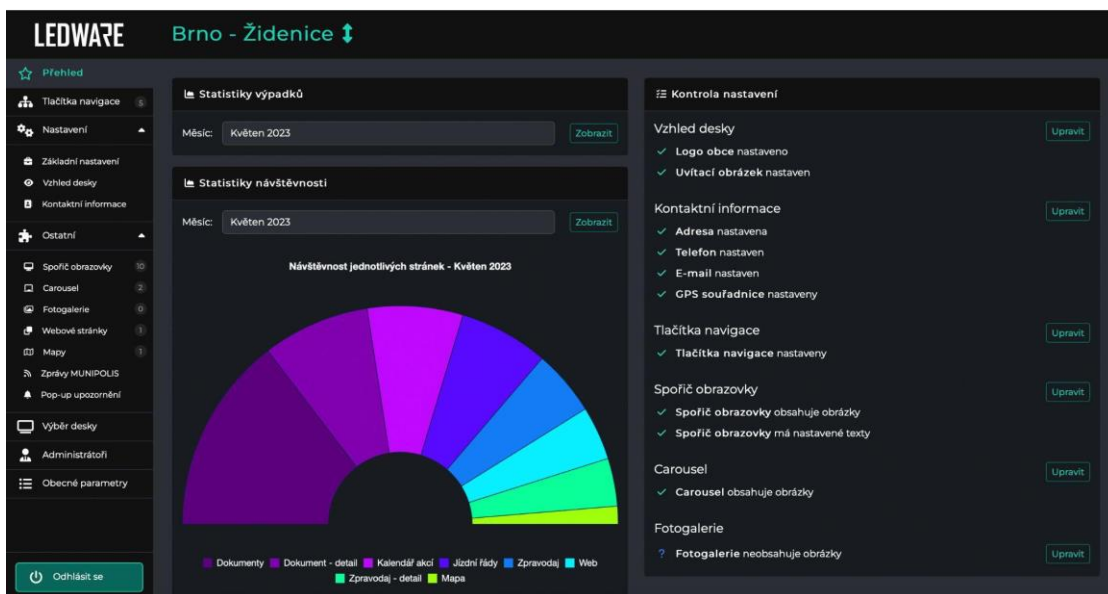 LEDWARE
Brno - Židenice
Přehled
Tlačítka navigace
Nastavení
Základní nastavení
Vzhled desky
Kontaktní informace
Ostatní
Spořič obrazovky 10
Carousel 2
Fotogalerie 0
Webové stránky 1
Mapy 1
Zprávy MUNIPOLIS
Pop-up upozornění
Výběr desky
Administrátoři
Obecné parametry
Odhlásit se
Statistiky výpadků
Měsíc: Květen 2023 Zobrazit
Statistiky návštěvnosti
Měsíc: Květen 2023 Zobrazit
Návštěvnost jednotlivých stránek - Květen 2023
Dokumenty Dokument - detail Kalendář akcí Jízdní řády Zpravodaj Web
Zpravodaj - detail Mapa
Kontrola nastavení
Vzhled desky Upravit
Logo obce nastaveno
Uvítací obrázek nastaven
Kontaktní informace Upravit
Adresa nastavena
Telefon nastaven
E-mail nastaven
GPS souřadnice nastaveny
Tlačítka navigace Upravit
Tlačítka navigace nastaveny
Spořič obrazovky Upravit
Spořič obrazovky obsahuje obrázky
Spořič obrazovky má nastavené texty
Carousel Upravit
Carousel obsahuje obrázky
Fotogalerie
? Fotogalerie neobsahuje obrázky Upravit